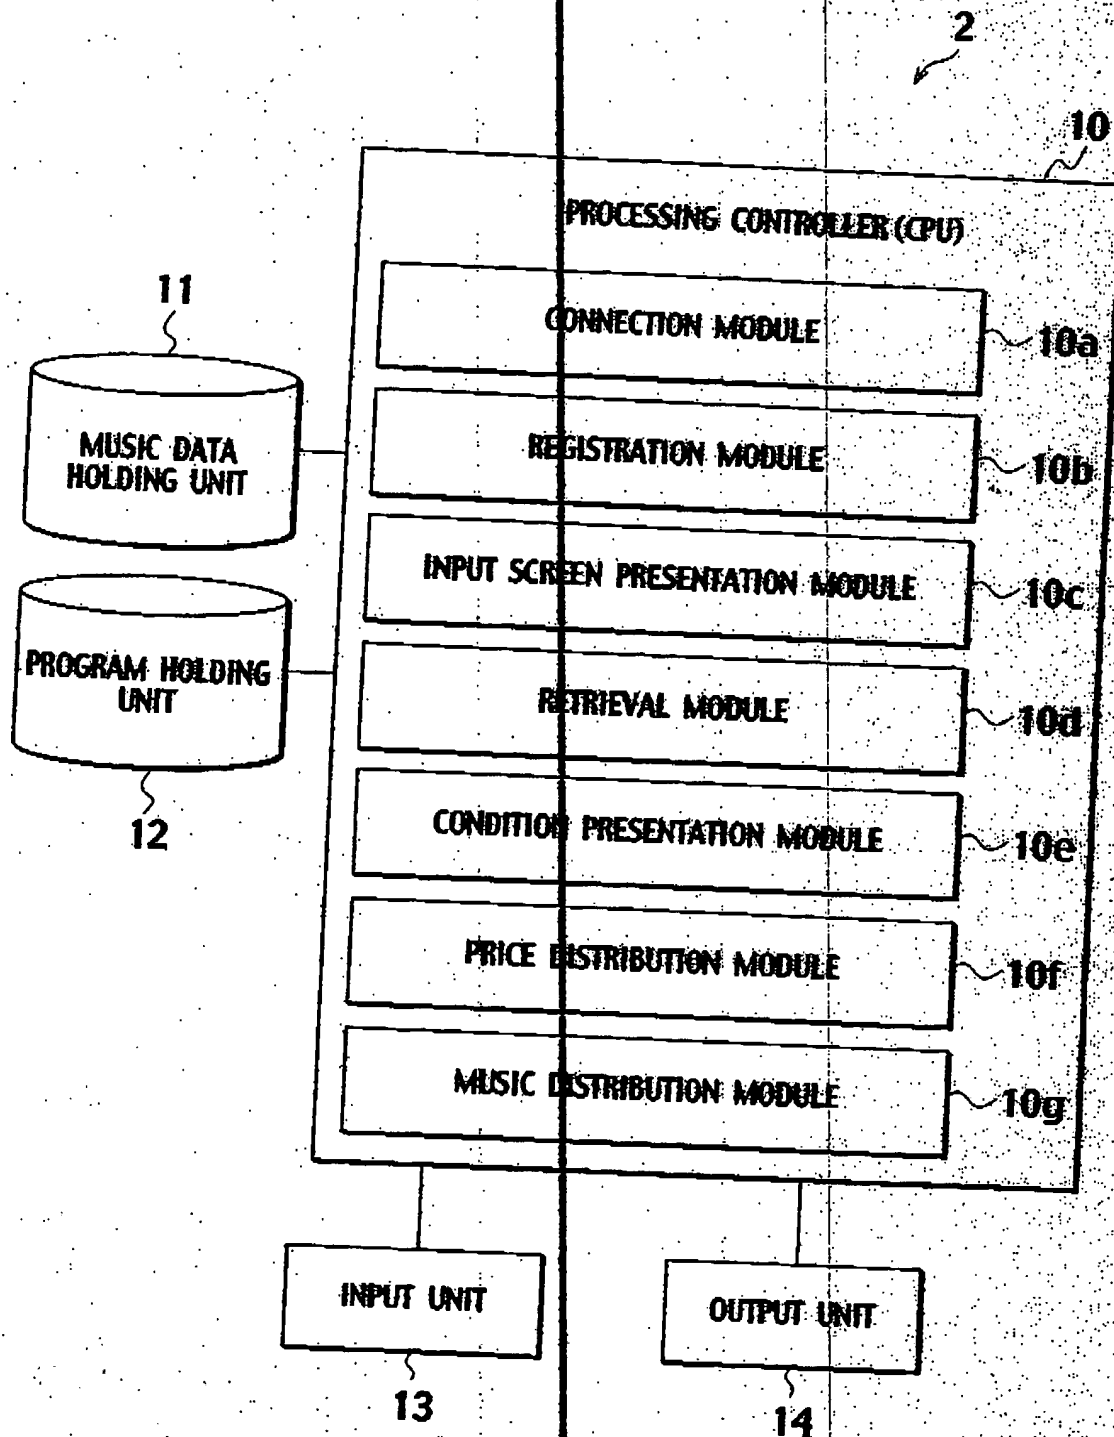 2
10
PROCESSING CONTROLLER (CPU)
11
CONNECTION MODULE
10a
MUSIC DATA
HOLDING UNIT
REGISTRATION MODULE
10b
INPUT SCREEN PRESENTATION MODULE
10c
PROGRAM HOLDING
UNIT
12
RETRIEVAL MODULE
10d
CONDITION PRESENTATION MODULE
10e
PRICE DISTRIBUTION MODULE
10f
MUSIC DISTRIBUTION MODULE
10g
INPUT UNIT
13
OUTPUT UNIT
14